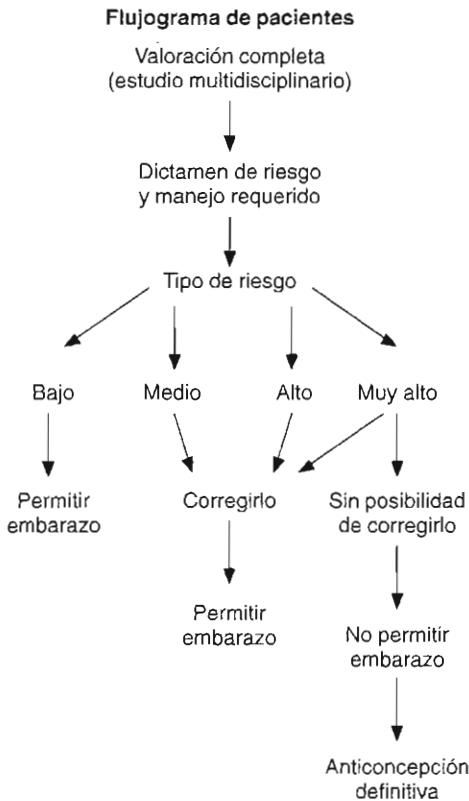 Flujograma de pacientes
Valoración completa
(estudio multidisciplinario)
Dictamen de riesgo
y manejo requerido
Tipo de riesgo
Bajo
Medio
Alto
Muy alto
Permitir
embarazo
Corregirlo
Sin posibilidad
de corregirlo
Permitir
embarazo
No permitir
embarazo
Anticoncepción
definitiva